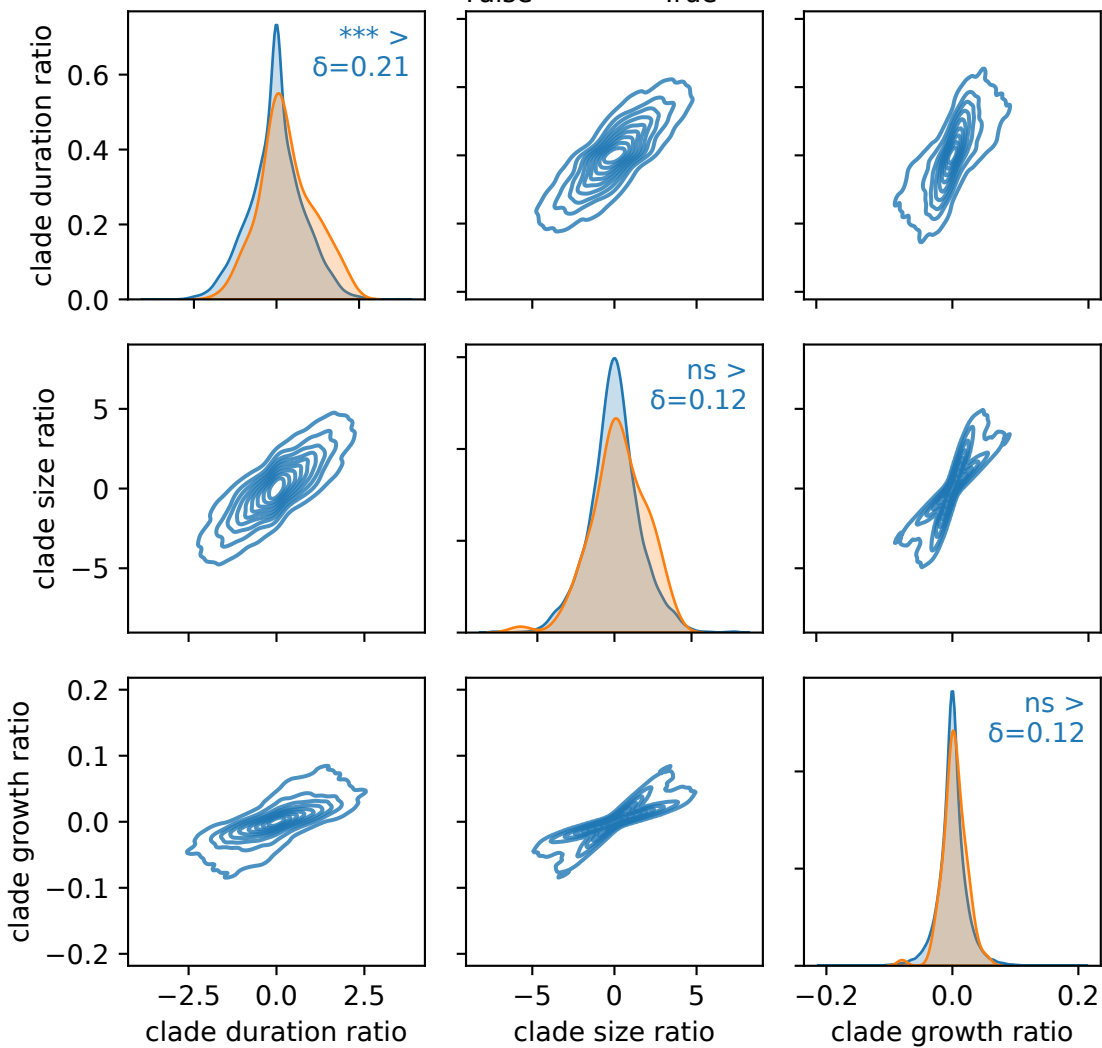 *** >
δ=0.21
clade duration ratio
0.6
0.4
0.2
0.0
ns >
δ=0.12
clade size ratio
5
0
−5
ns >
δ=0.12
clade growth ratio
0.2
0.1
0.0
−0.1
−0.2
−2.5 0.0 2.5
−5 0 5
−0.2 0.0 0.2
clade duration ratio
clade size ratio
clade growth ratio